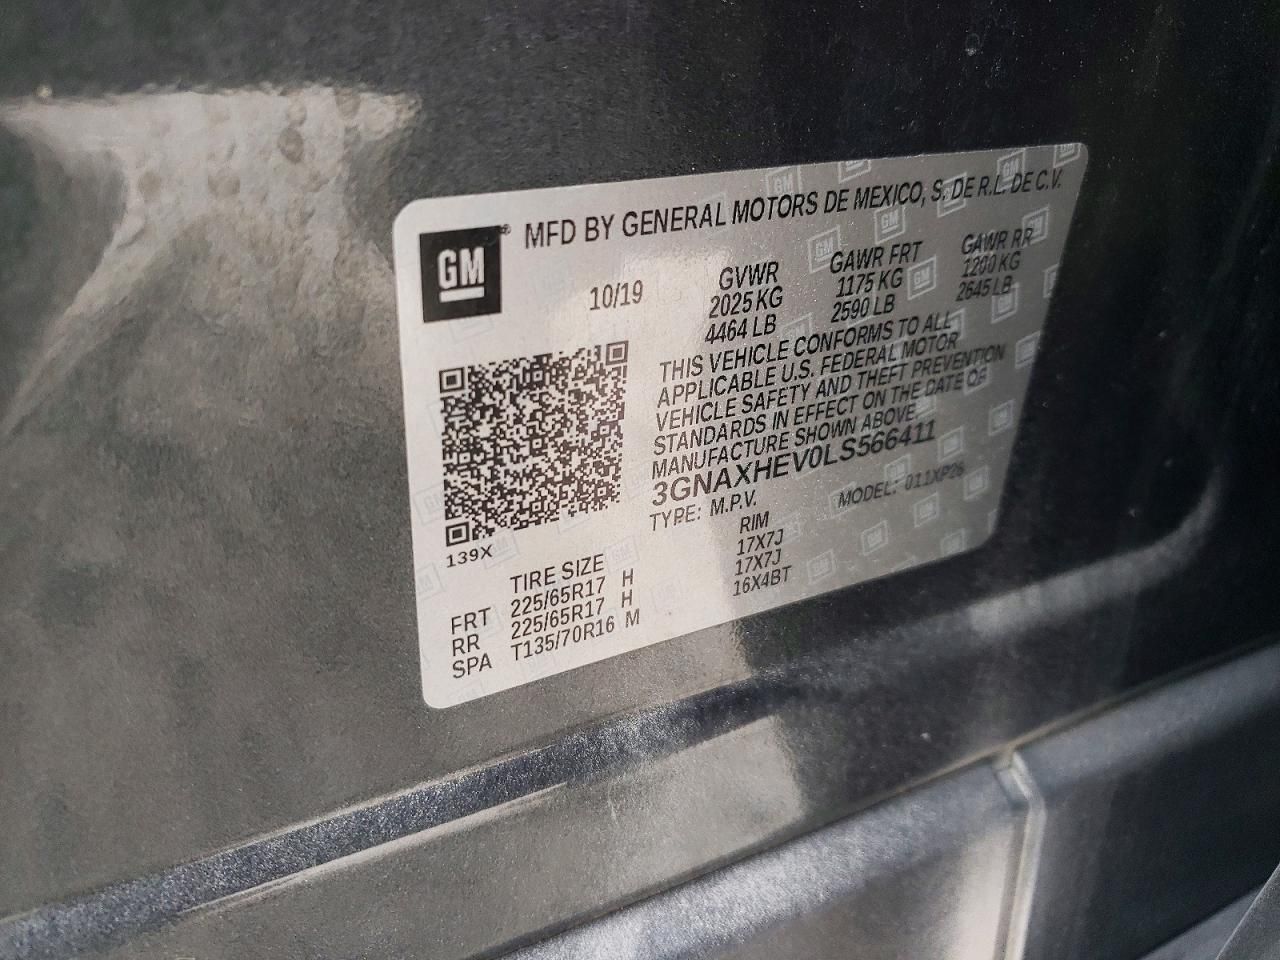 GM
MFD BY GENERAL MOTORS DE MEXICO, S. DE R.L. DE C.V.
10/19
GVWR GAWR FRT GAWR RR
2025 KG 1175 KG 1200 KG
4464 LB 2590 LB 2645 LB
THIS VEHICLE CONFORMS TO ALL
APPLICABLE U.S. FEDERAL MOTOR
VEHICLE SAFETY AND THEFT PREVENTION
STANDARDS IN EFFECT ON THE DATE OF
MANUFACTURE SHOWN ABOVE.
3GNAXHEV0LS566411
TYPE: M.P.V. MODEL: 011XP26
139X
TIRE SIZE RIM
FRT 225/65R17 H 17X7J
RR 225/65R17 H 17X7J
SPA T135/70R16 M 16X4BT